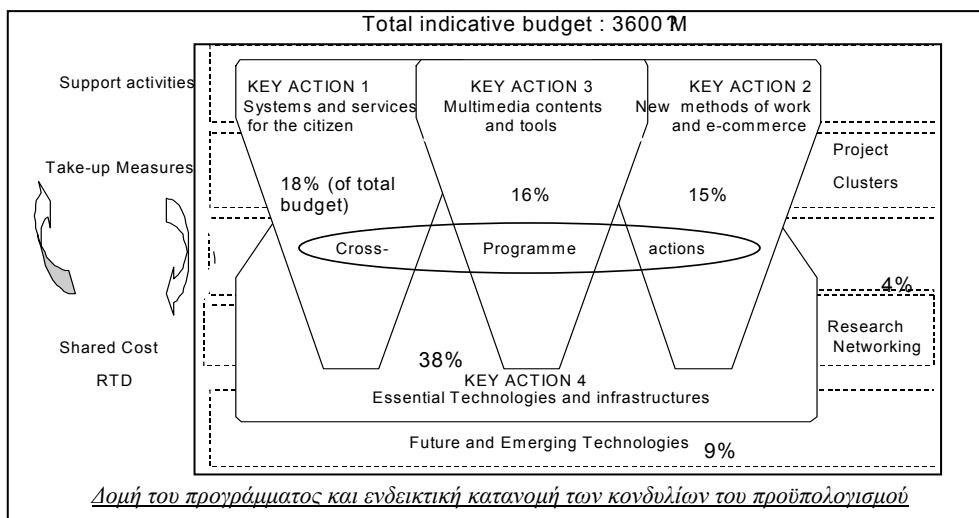 Total indicative budget : 3600?M
Support activities
KEY ACTION 1
Systems and services
for the citizen
KEY ACTION 3
Multimedia contents
and tools
KEY ACTION 2
New methods of work
and e-commerce
Take-up Measures
Project
Clusters
18% (of total
budget)
16%
15%
Cross-
Programme
actions
4%
Shared Cost
RTD
Research
Networking
38%
KEY ACTION 4
Essential Technologies and infrastructures
Future and Emerging Technologies
9%
Δομή του προγράμματος και ενδεικτική κατανομή των κονδυλίων του προϋπολογισμού